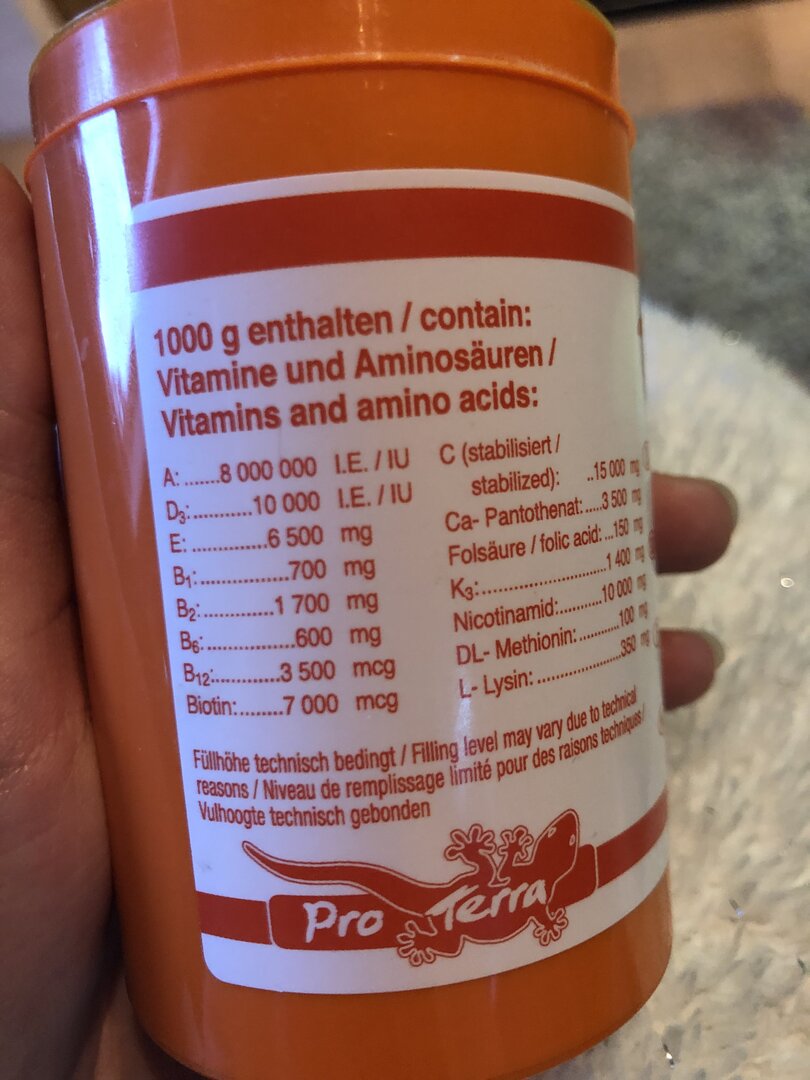 1000 g enthalten / contain:
Vitamine und Aminosäuren /
Vitamins and amino acids:
A: .......8 000 000 I.E. / IU
D₃:............10 000 I.E. / IU
E: ...............6 500 mg
B₁:.................700 mg
B₂:.............1 700 mg
B₆:.................600 mg
B₁₂:............3 500 mcg
Biotin:.........7 000 mcg
C (stabilisiert /
stabilized): ..15 000 mg
Ca- Pantothenat:.....3 500 mg
Folsäure / folic acid: ...150 mg
K₃:............................1 400 mg
Nicotinamid:..........10 000 mg
DL- Methionin: ..........100 mg
L- Lysin: ....................350 mg
Füllhöhe technisch bedingt / Filling level may vary due to technical
reasons / Niveau de remplissage limité pour des raisons techniques /
Vulhoogte technisch gebonden
Pro Terra